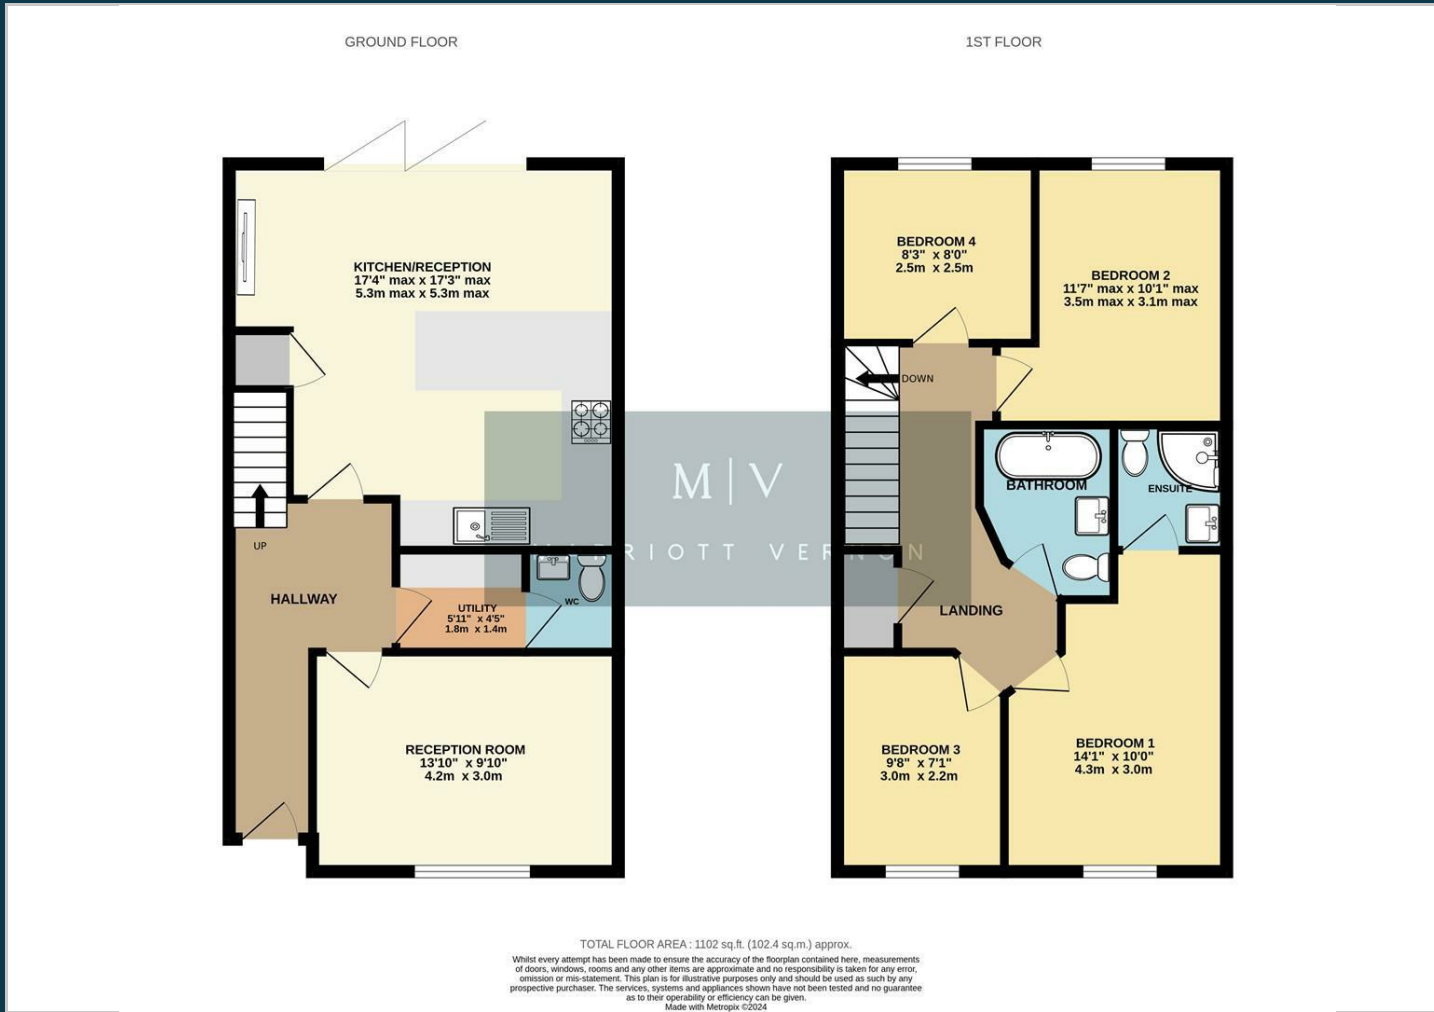 GROUND FLOOR
1ST FLOOR
KITCHEN/RECEPTION
17'4" max x 17'3" max
5.3m max x 5.3m max
UP
HALLWAY
UTILITY
5'11" x 4'5"
1.8m x 1.4m
WC
RECEPTION ROOM
13'10" x 9'10"
4.2m x 3.0m
M|V
RRIOTT VERNON
BEDROOM 4
8'3" x 8'0"
2.5m x 2.5m
BEDROOM 2
11'7" max x 10'1" max
3.5m max x 3.1m max
DOWN
BATHROOM
ENSUITE
LANDING
BEDROOM 3
9'8" x 7'1"
3.0m x 2.2m
BEDROOM 1
14'1" x 10'0"
4.3m x 3.0m
TOTAL FLOOR AREA : 1102 sq.ft. (102.4 sq.m.) approx.
Whilst every attempt has been made to ensure the accuracy of the floorplan contained here, measurements
of doors, windows, rooms and any other items are approximate and no responsibility is taken for any error,
omission or mis-statement. This plan is for illustrative purposes only and should be used as such by any
prospective purchaser. The services, systems and appliances shown have not been tested and no guarantee
as to their operability or efficiency can be given.
Made with Metropix ©2024